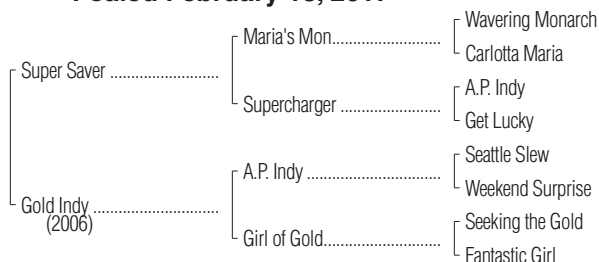 Foaled February
Wavering Monarch
Maria's Mon
Carlotta Maria
Super Saver
A.P. Indy
Supercharger
Get Lucky
Seattle Slew
A.P. Indy
Weekend Surprise
Gold Indy
(2006)
Seeking the Gold
Girl of Gold
Fantastic Girl